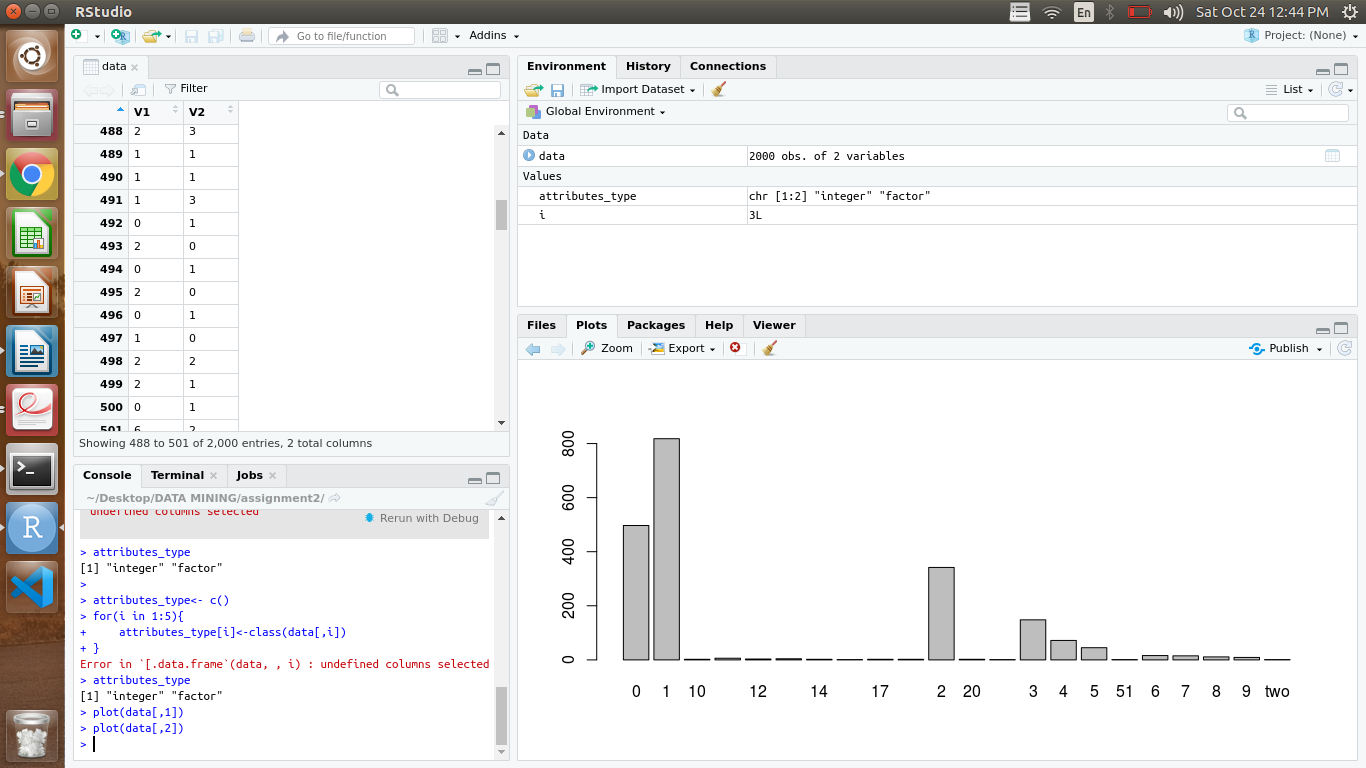 RStudio
En
Sat Oct 24 12:44 PM
Go to file/function
Addins
Project: (None)
data
Filter
V1 V2
488 2 3
489 1 1
490 1 1
491 1 3
492 0 1
493 2 0
494 0 1
495 2 0
496 0 1
497 1 0
498 2 2
499 2 1
500 0 1
501 6 2
Showing 488 to 501 of 2,000 entries, 2 total columns
Console Terminal Jobs
~/Desktop/DATA MINING/assignment2/
undefined columns selected
Rerun with Debug
> attributes_type
[1] "integer" "factor"
>
> attributes_type<- c()
> for(i in 1:5){
+     attributes_type[i]<-class(data[,i])
+ }
Error in `[.data.frame`(data, , i) : undefined columns selected
> attributes_type
[1] "integer" "factor"
> plot(data[,1])
> plot(data[,2])
>
Environment History Connections
Import Dataset
List
Global Environment
Data
data 2000 obs. of 2 variables
Values
attributes_type chr [1:2] "integer" "factor"
i 3L
Files Plots Packages Help Viewer
Zoom Export Publish
800
600
400
200
0
0 1 10 12 14 17 2 20 3 4 5 51 6 7 8 9 two